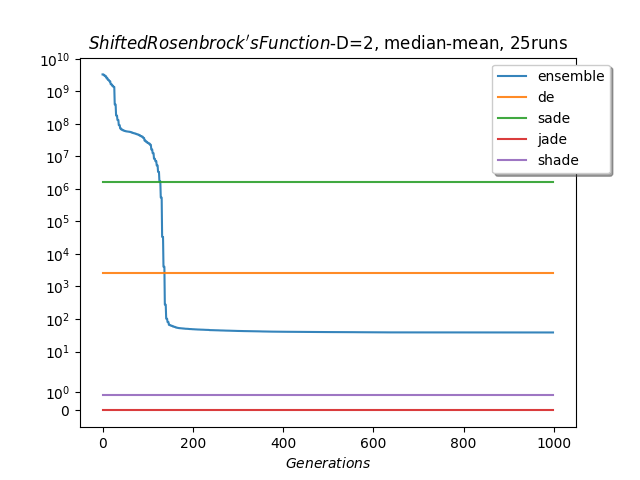 ShiftedRosenbrock'sFunction-D=2, median-mean, 25runs
10^10
10^9
10^8
10^7
10^6
10^5
10^4
10^3
10^2
10^1
10^0
0
ensemble
de
sade
jade
shade
0 200 400 600 800 1000
Generations